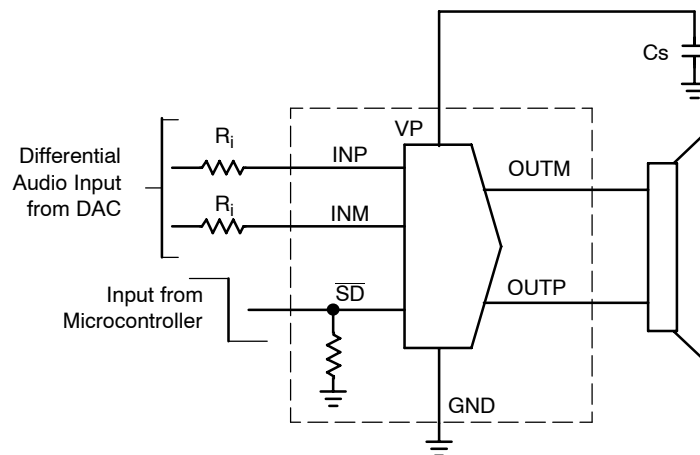 Cs
VP
Differential
Audio Input
from DAC
Ri
INP
OUTM
Ri
INM
Input from
Microcontroller
SD
OUTP
GND